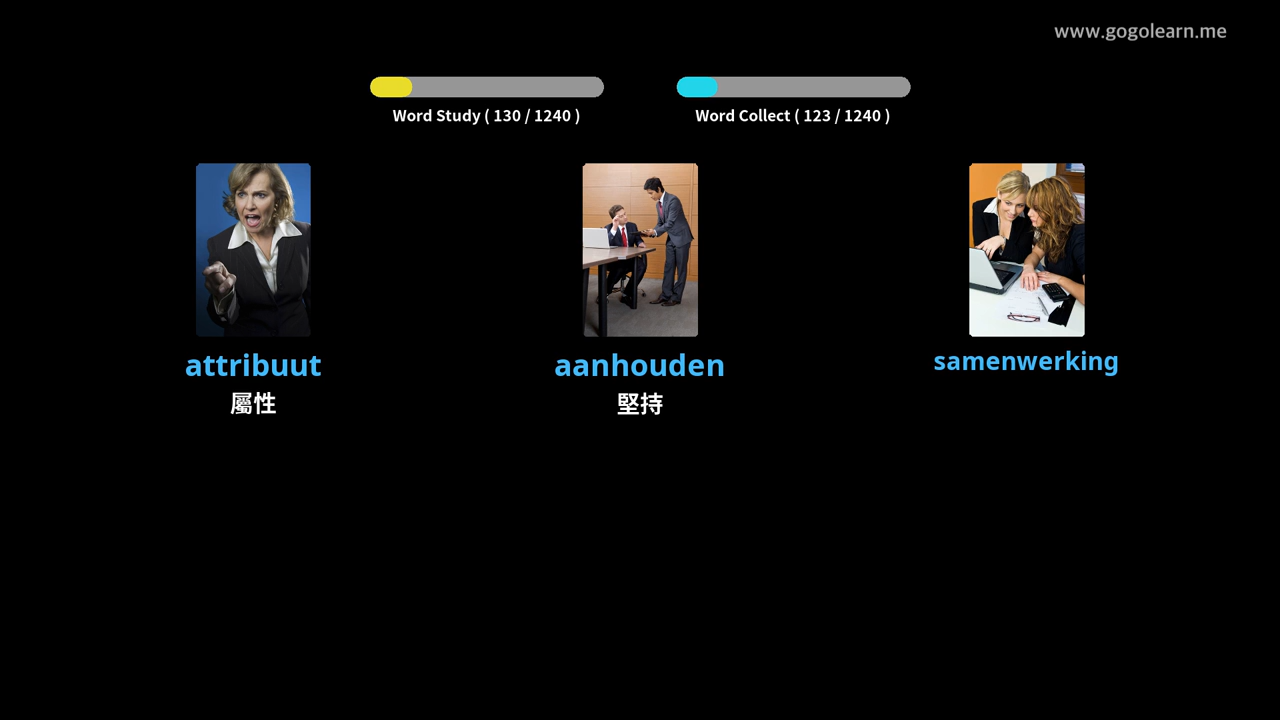 www.gogolearn.me
Word Study ( 130 / 1240 )
Word Collect ( 123 / 1240 )
attribuut
aanhouden
samenwerking
屬性
堅持